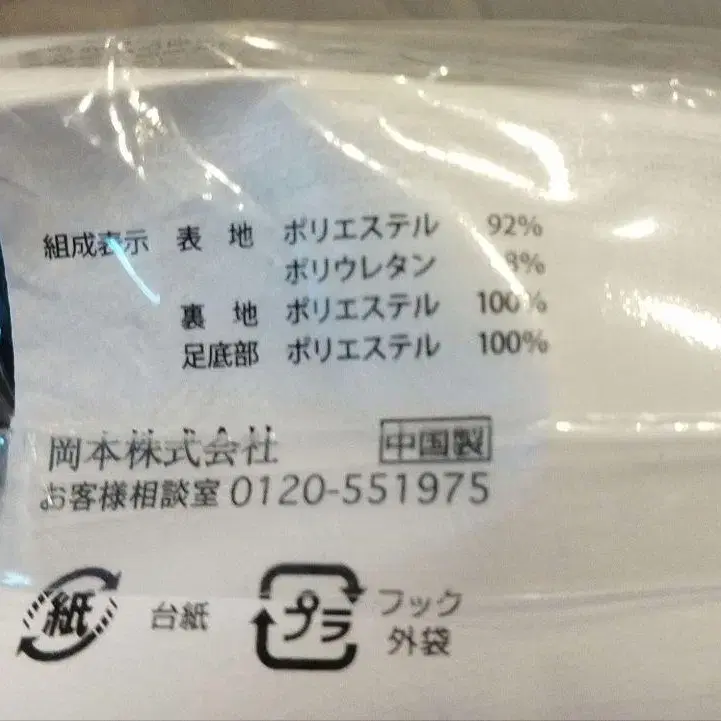 組成表示 表 地 ポリエステル 92%
ポリウレタン 8%
裏 地 ポリエステル 100%
足底部 ポリエステル 100%
岡本株式会社 中国製
お客様相談室 0120-551975
紙 台紙 プラ フック
外袋